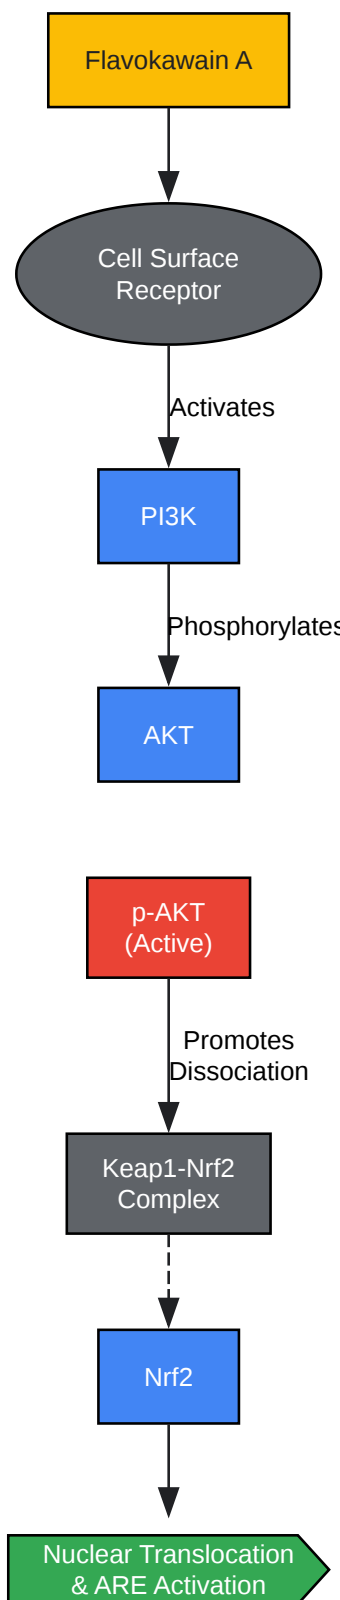 Flavokawain A
Cell Surface
Receptor
Activates
PI3K
Phosphorylates
AKT
p-AKT
(Active)
Promotes
Dissociation
Keap1-Nrf2
Complex
Nrf2
Nuclear Translocation
& ARE Activation